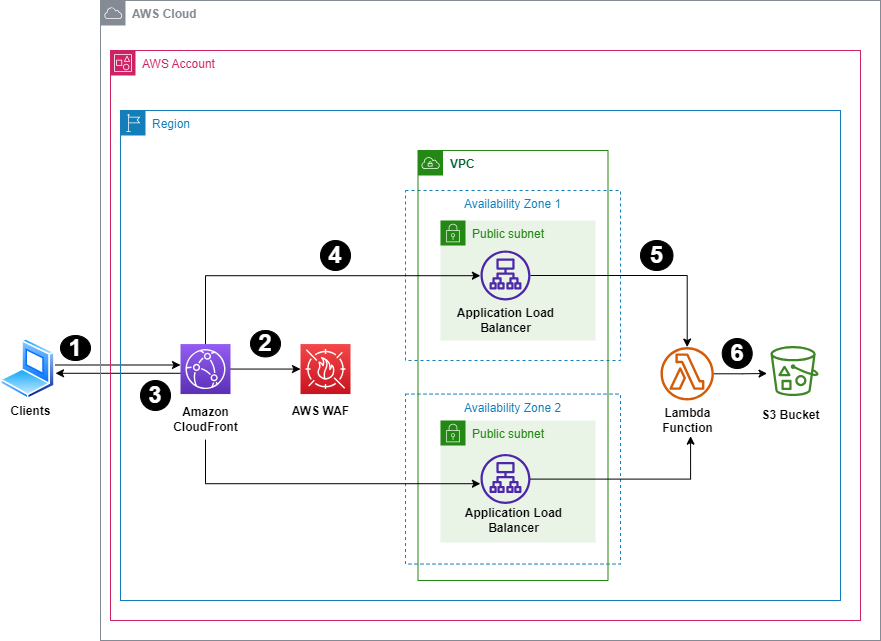 AWS Cloud
AWS Account
Region
VPC
Availability Zone 1
Public subnet
4
5
Application Load
Balancer
1
2
3
6
Clients
Amazon
CloudFront
AWS WAF
Lambda
Function
S3 Bucket
Availability Zone 2
Public subnet
Application Load
Balancer